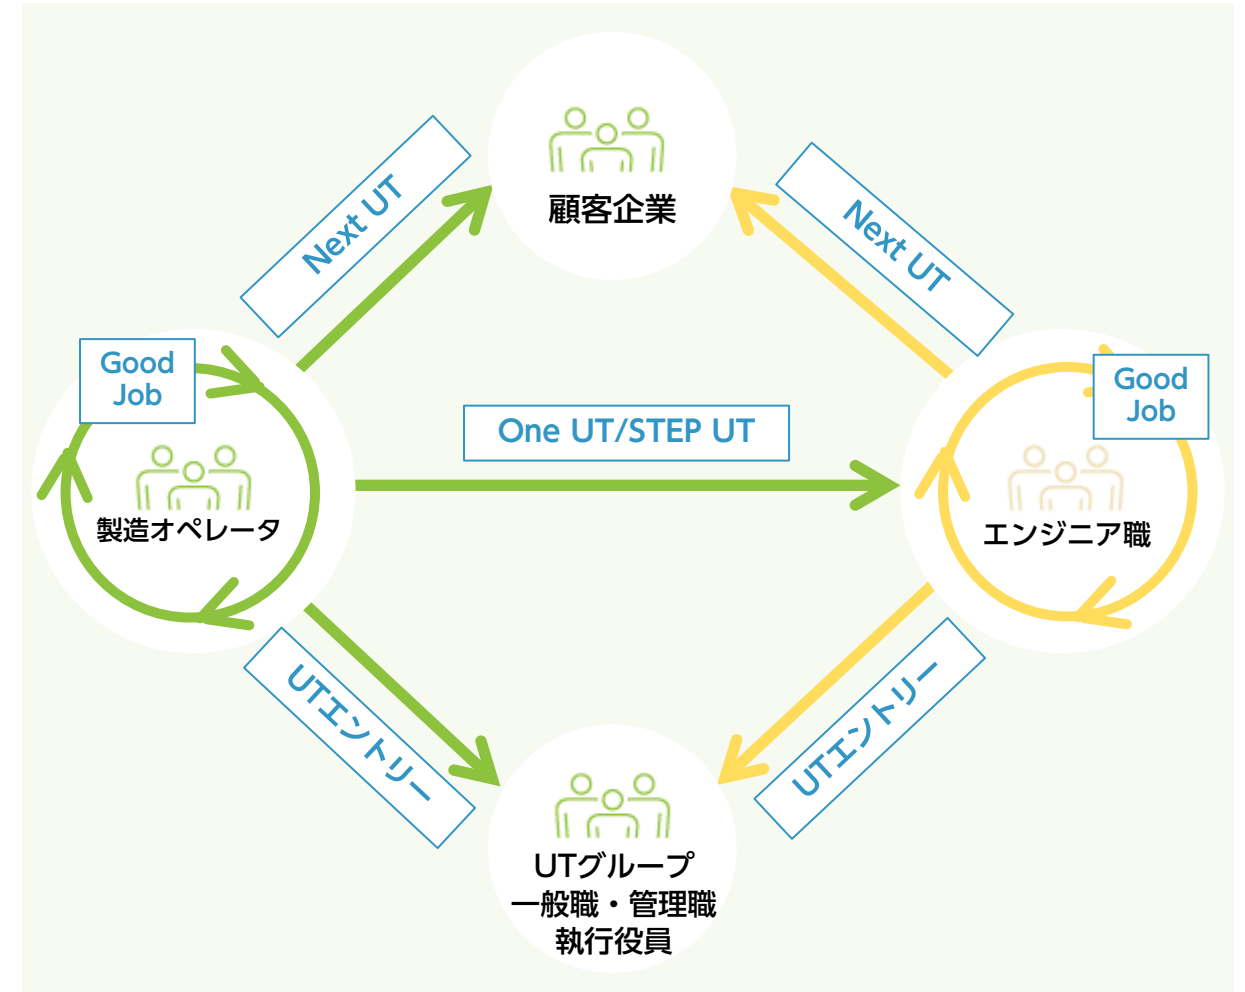 顧客企業
Next UT
Next UT
Good
Job
Good
Job
One UT/STEP UT
製造オペレータ
エンジニア職
UTエントリー
UTエントリー
UTグループ
一般職・管理職
執行役員